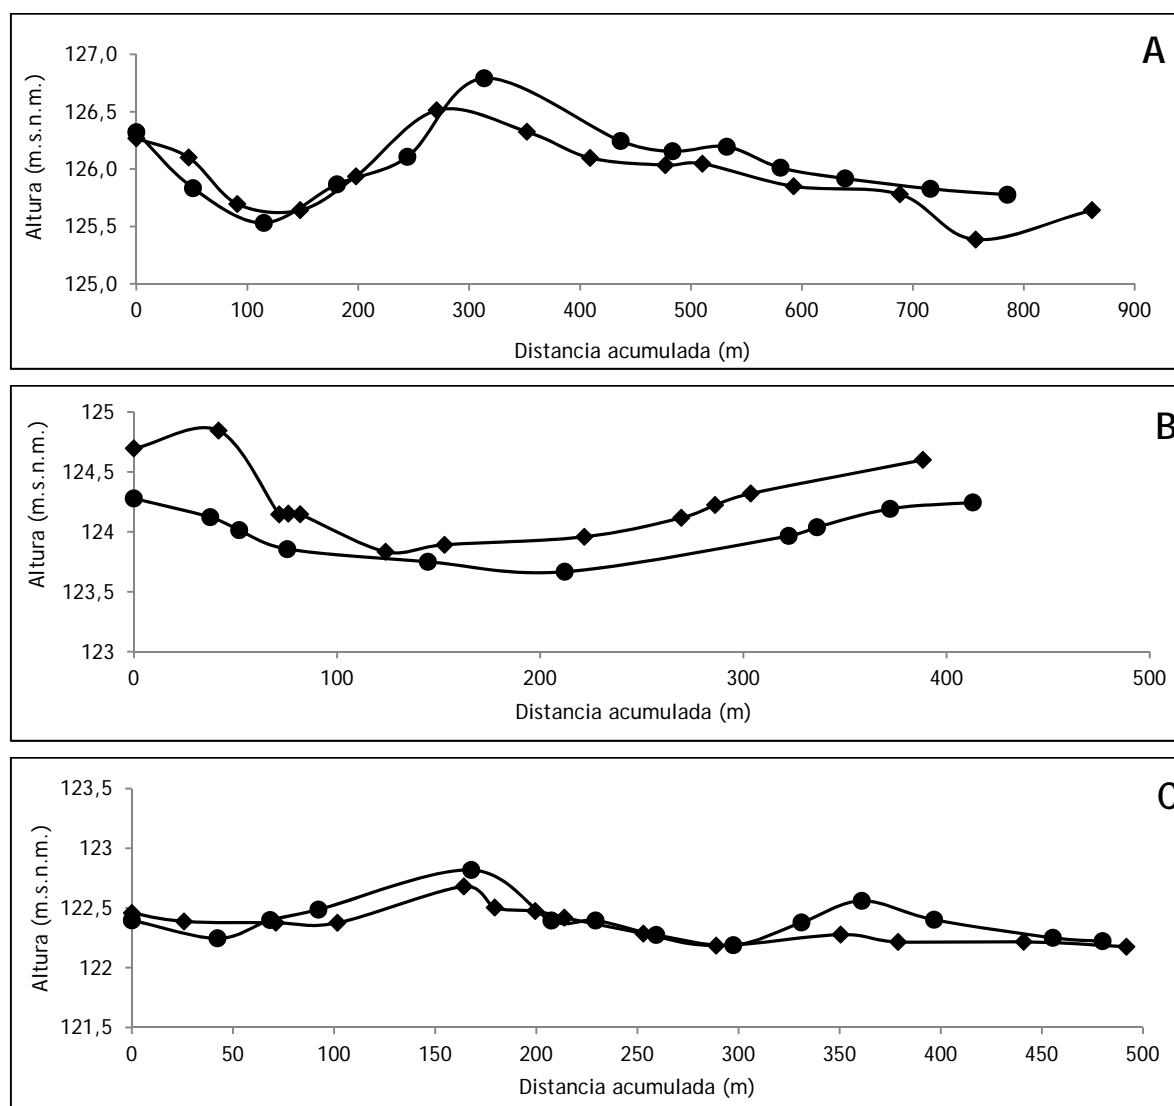 A
127,0
126,5
126,0
125,5
125,0
Altura (m.s.n.m.)
0 100 200 300 400 500 600 700 800 900
Distancia acumulada (m)
B
125
124,5
124
123,5
123
Altura (m.s.n.m.)
0 100 200 300 400 500
Distancia acumulada (m)
C
123,5
123
122,5
122
121,5
Altura (m.s.n.m.)
0 50 100 150 200 250 300 350 400 450 500
Distancia acumulada (m)